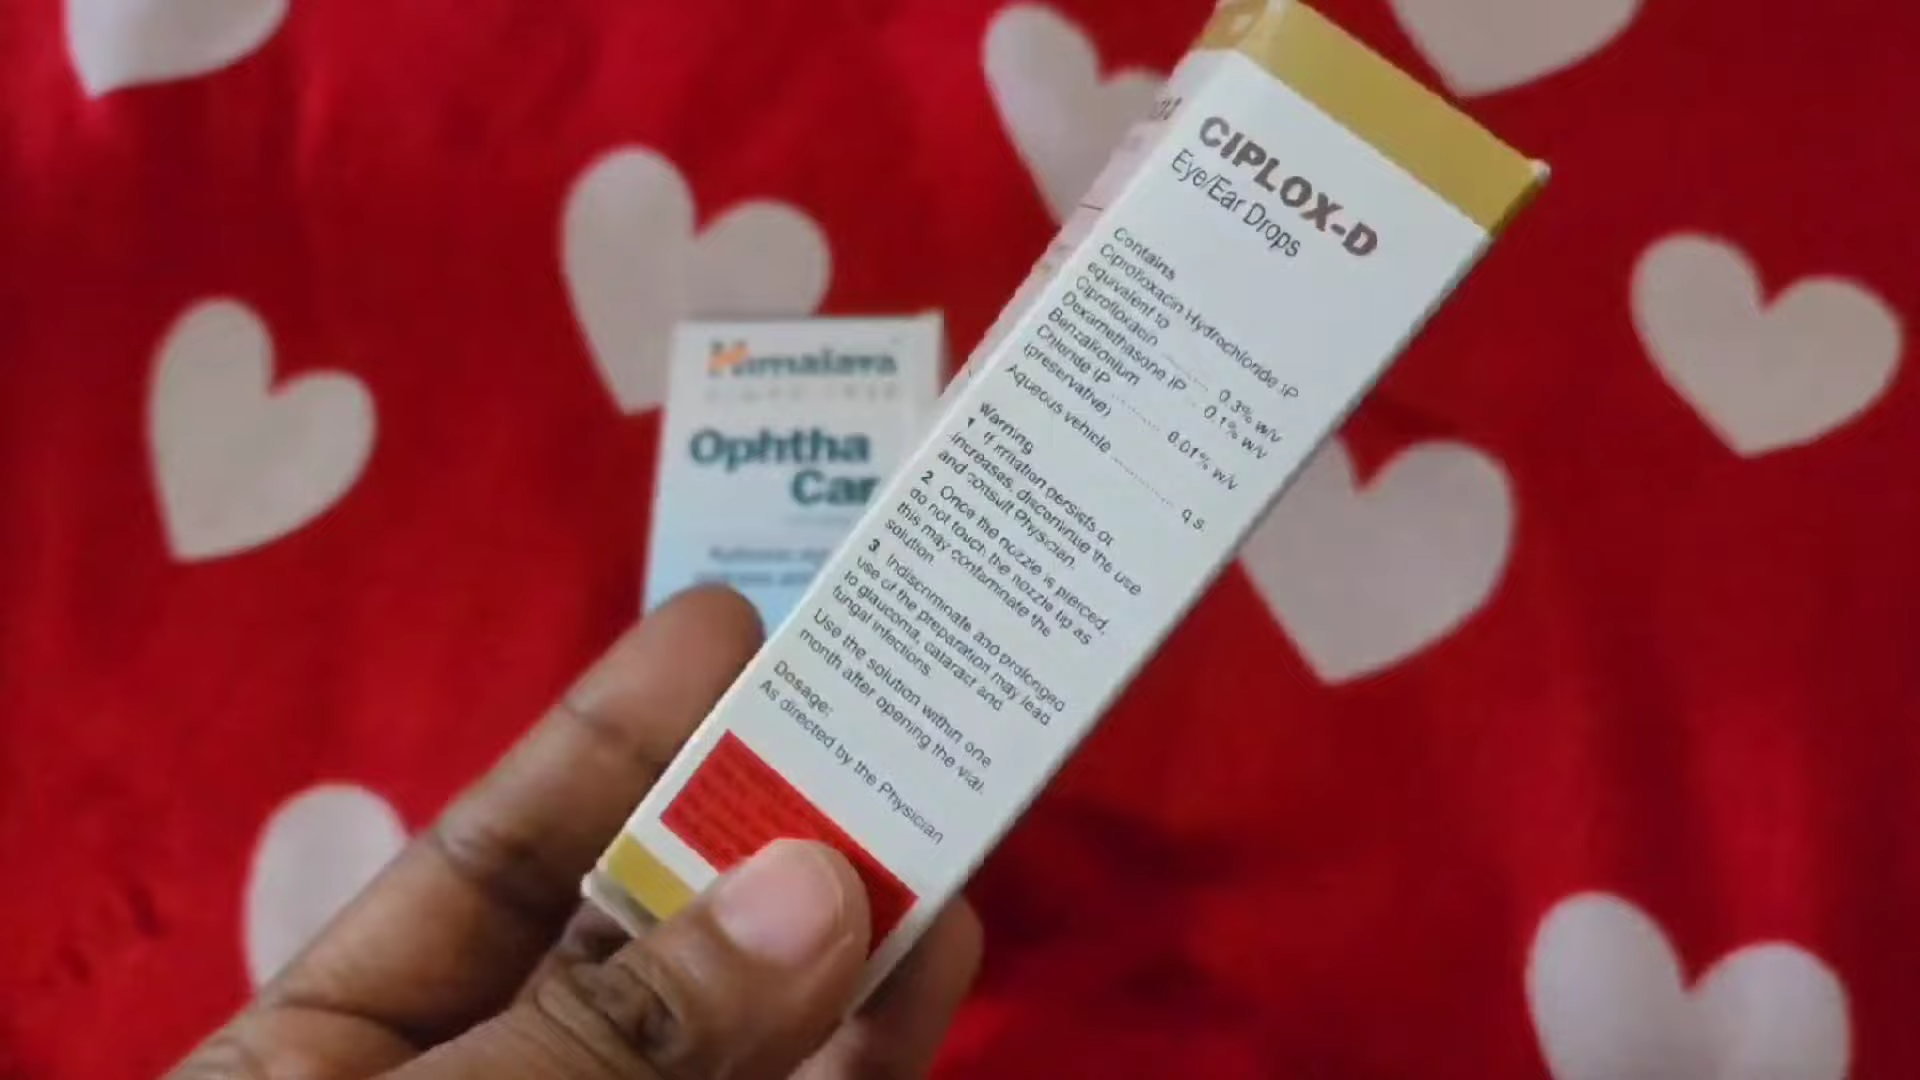 Himalaya
SINCE 1930
Ophtha
Car
CIPLOX-D
Eye/Ear Drops
Contains
Ciprofloxacin Hydrochloride IP
equivalent to
Ciprofloxacin ........ 0.3% w/v
Dexamethasone IP ... 0.1% w/v
Benzalkonium
Chloride IP ........... 0.01% w/v
(preservative)
Aqueous vehicle .............. q s
Warning
1 If irritation persists or
increases, discontinue the use
and consult Physician.
2 Once the nozzle is pierced,
do not touch the nozzle tip as
this may contaminate the
solution
3 Indiscriminate and prolonged
use of the preparation may lead
to glaucoma, cataract and
fungal infections.
Use the solution within one
month after opening the vial.
Dosage:
As directed by the Physician